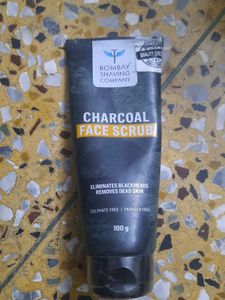 BOMBAY
SHAVING
COMPANY
CHARCOAL
FACE SCRUB
ELIMINATES BLACKHEADS
REMOVES DEAD SKIN
SULPHATE FREE | PARABEN FREE
100 g